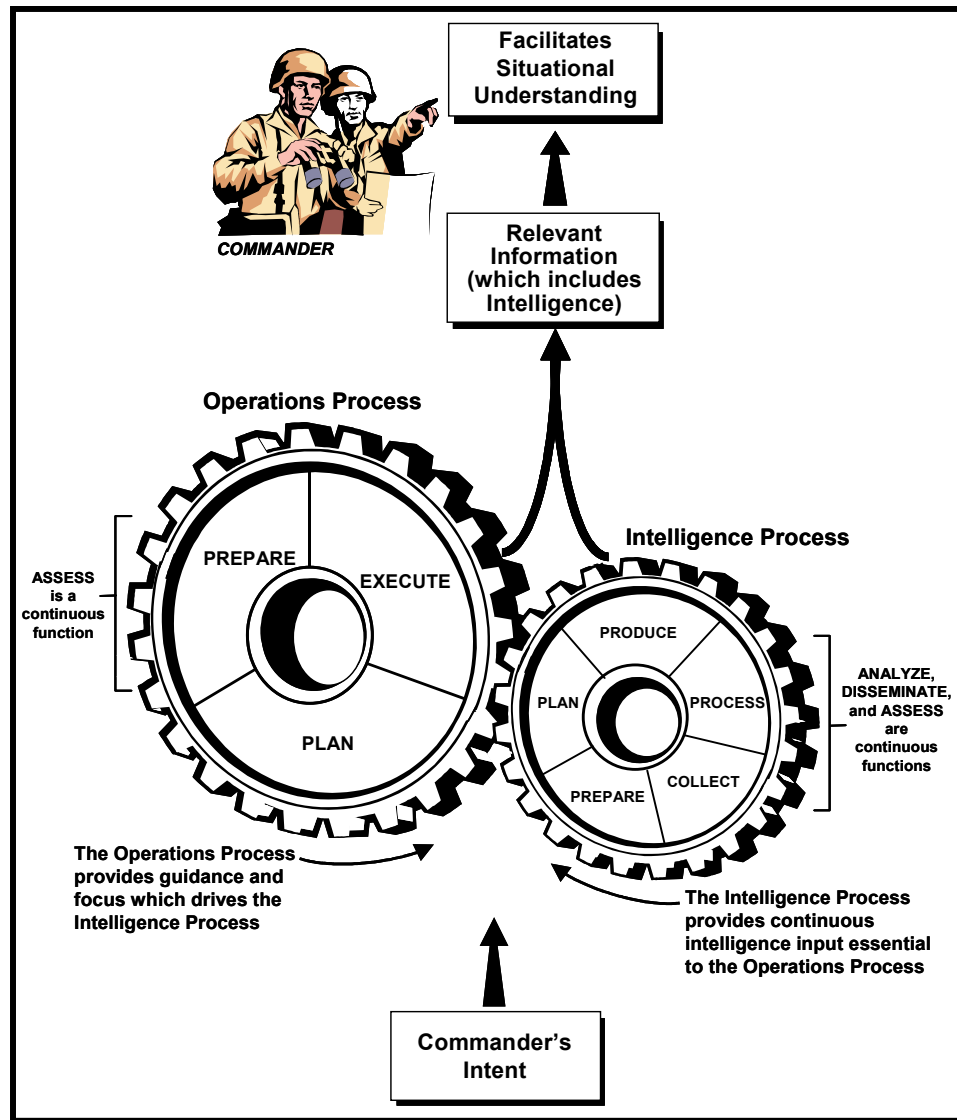 Facilitates
Situational
Understanding
COMMANDER
Relevant
Information
(which includes
Intelligence)
Operations Process
ASSESS
is a
continuous
function
PREPARE
EXECUTE
PLAN
Intelligence Process
PRODUCE
PLAN
PROCESS
PREPARE
COLLECT
ANALYZE,
DISSEMINATE,
and ASSESS
are
continuous
functions
The Operations Process
provides guidance and
focus which drives the
Intelligence Process
The Intelligence Process
provides continuous
intelligence input essential
to the Operations Process
Commander's
Intent